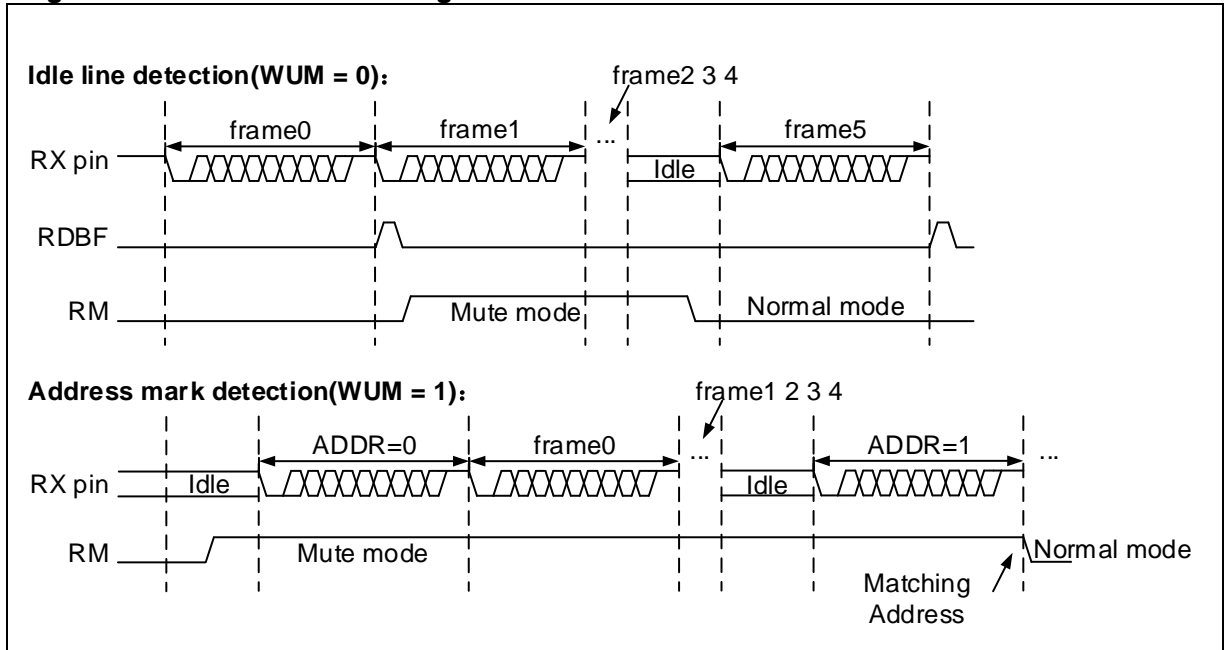 Idle line detection(WUM = 0)：
frame2 3 4
frame0 frame1 ... frame5
RX pin Idle
RDBF
RM Mute mode Normal mode
Address mark detection(WUM = 1)：
frame1 2 3 4
ADDR=0 frame0 ... ADDR=1 ...
RX pin Idle Idle
RM Mute mode Normal mode
Matching
Address